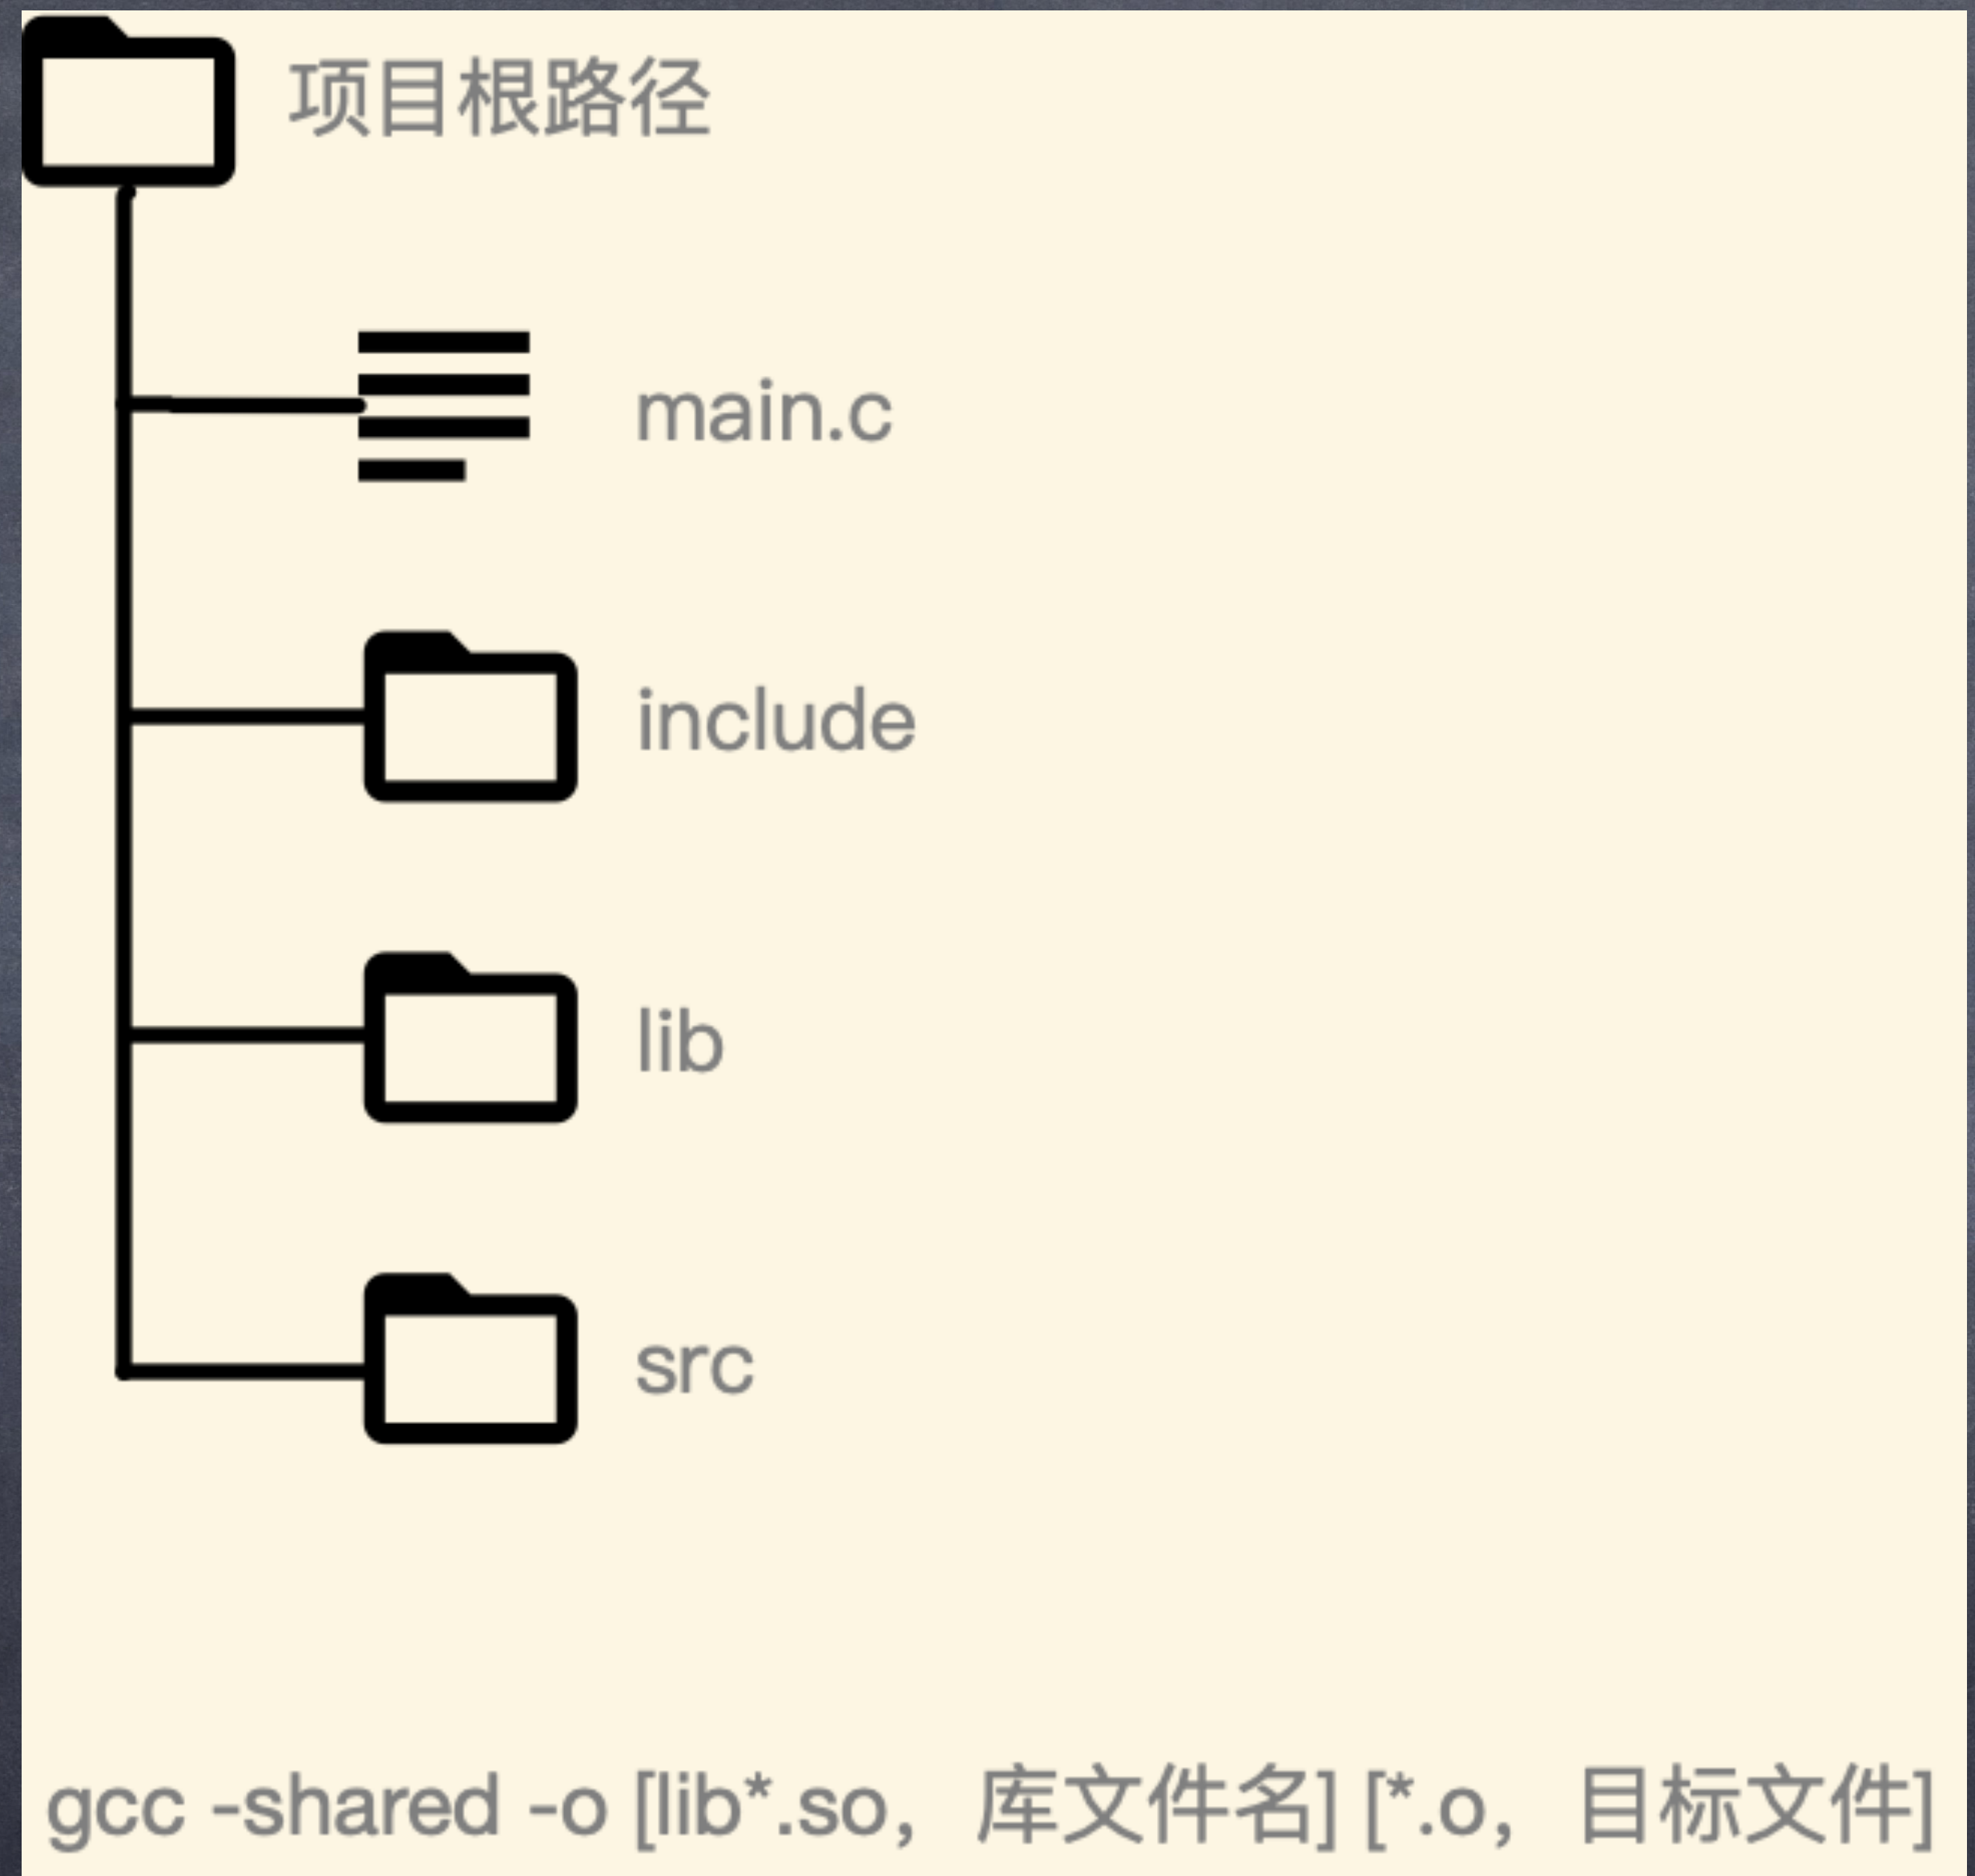 项目根路径
main.c
include
lib
src
gcc -shared -o [lib*.so， 库文件名] [*.o， 目标文件]